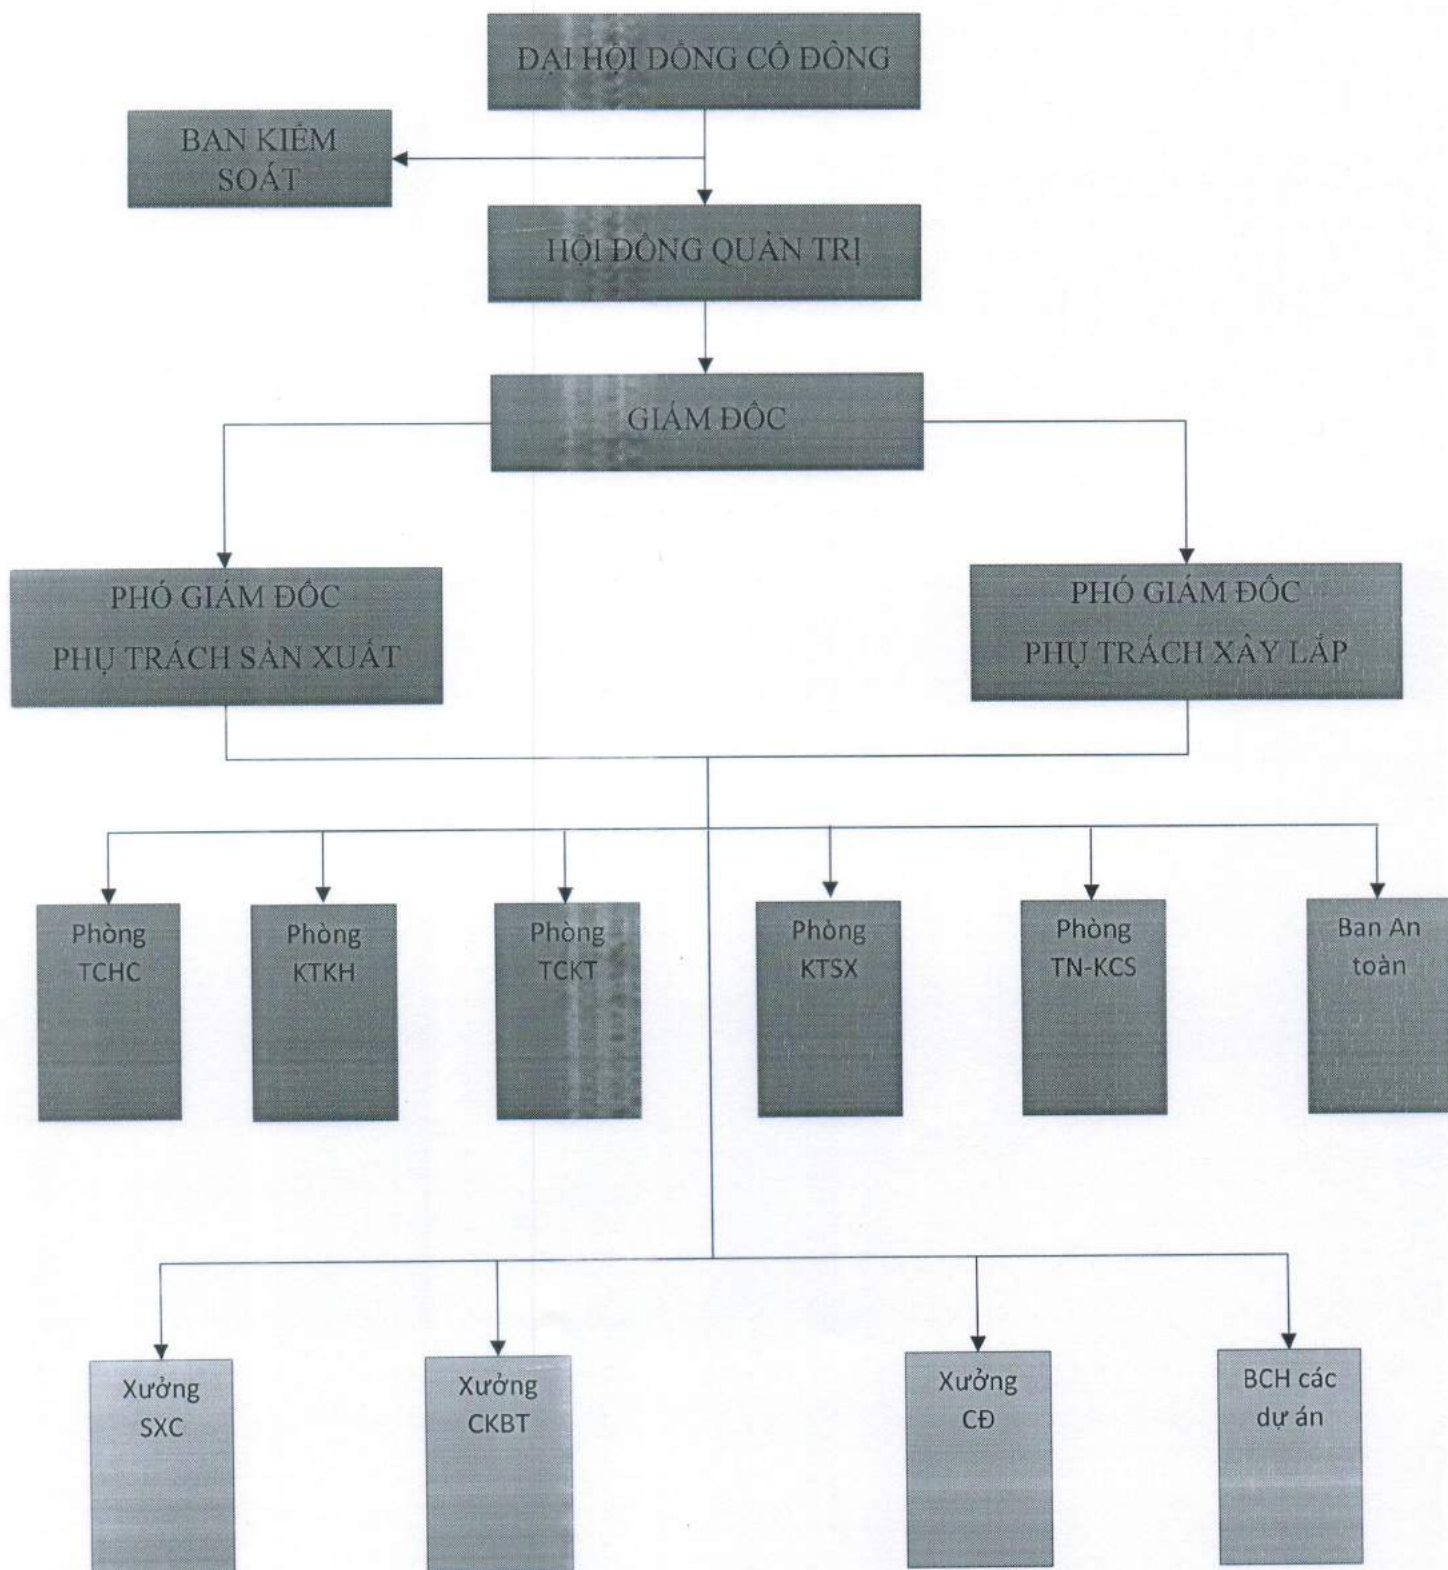 ĐẠI HỘI ĐỒNG CỔ ĐÔNG
BAN KIỂM
SOÁT
HỘI ĐỒNG QUẢN TRỊ
GIÁM ĐỐC
PHÓ GIÁM ĐỐC
PHỤ TRÁCH SẢN XUẤT
PHÓ GIÁM ĐỐC
PHỤ TRÁCH XÂY LẮP
Phòng
TCHC
Phòng
KTKH
Phòng
TCKT
Phòng
KTSX
Phòng
TN-KCS
Ban An
toàn
Xưởng
SXC
Xưởng
CKBT
Xưởng
CĐ
BCH các
dự án